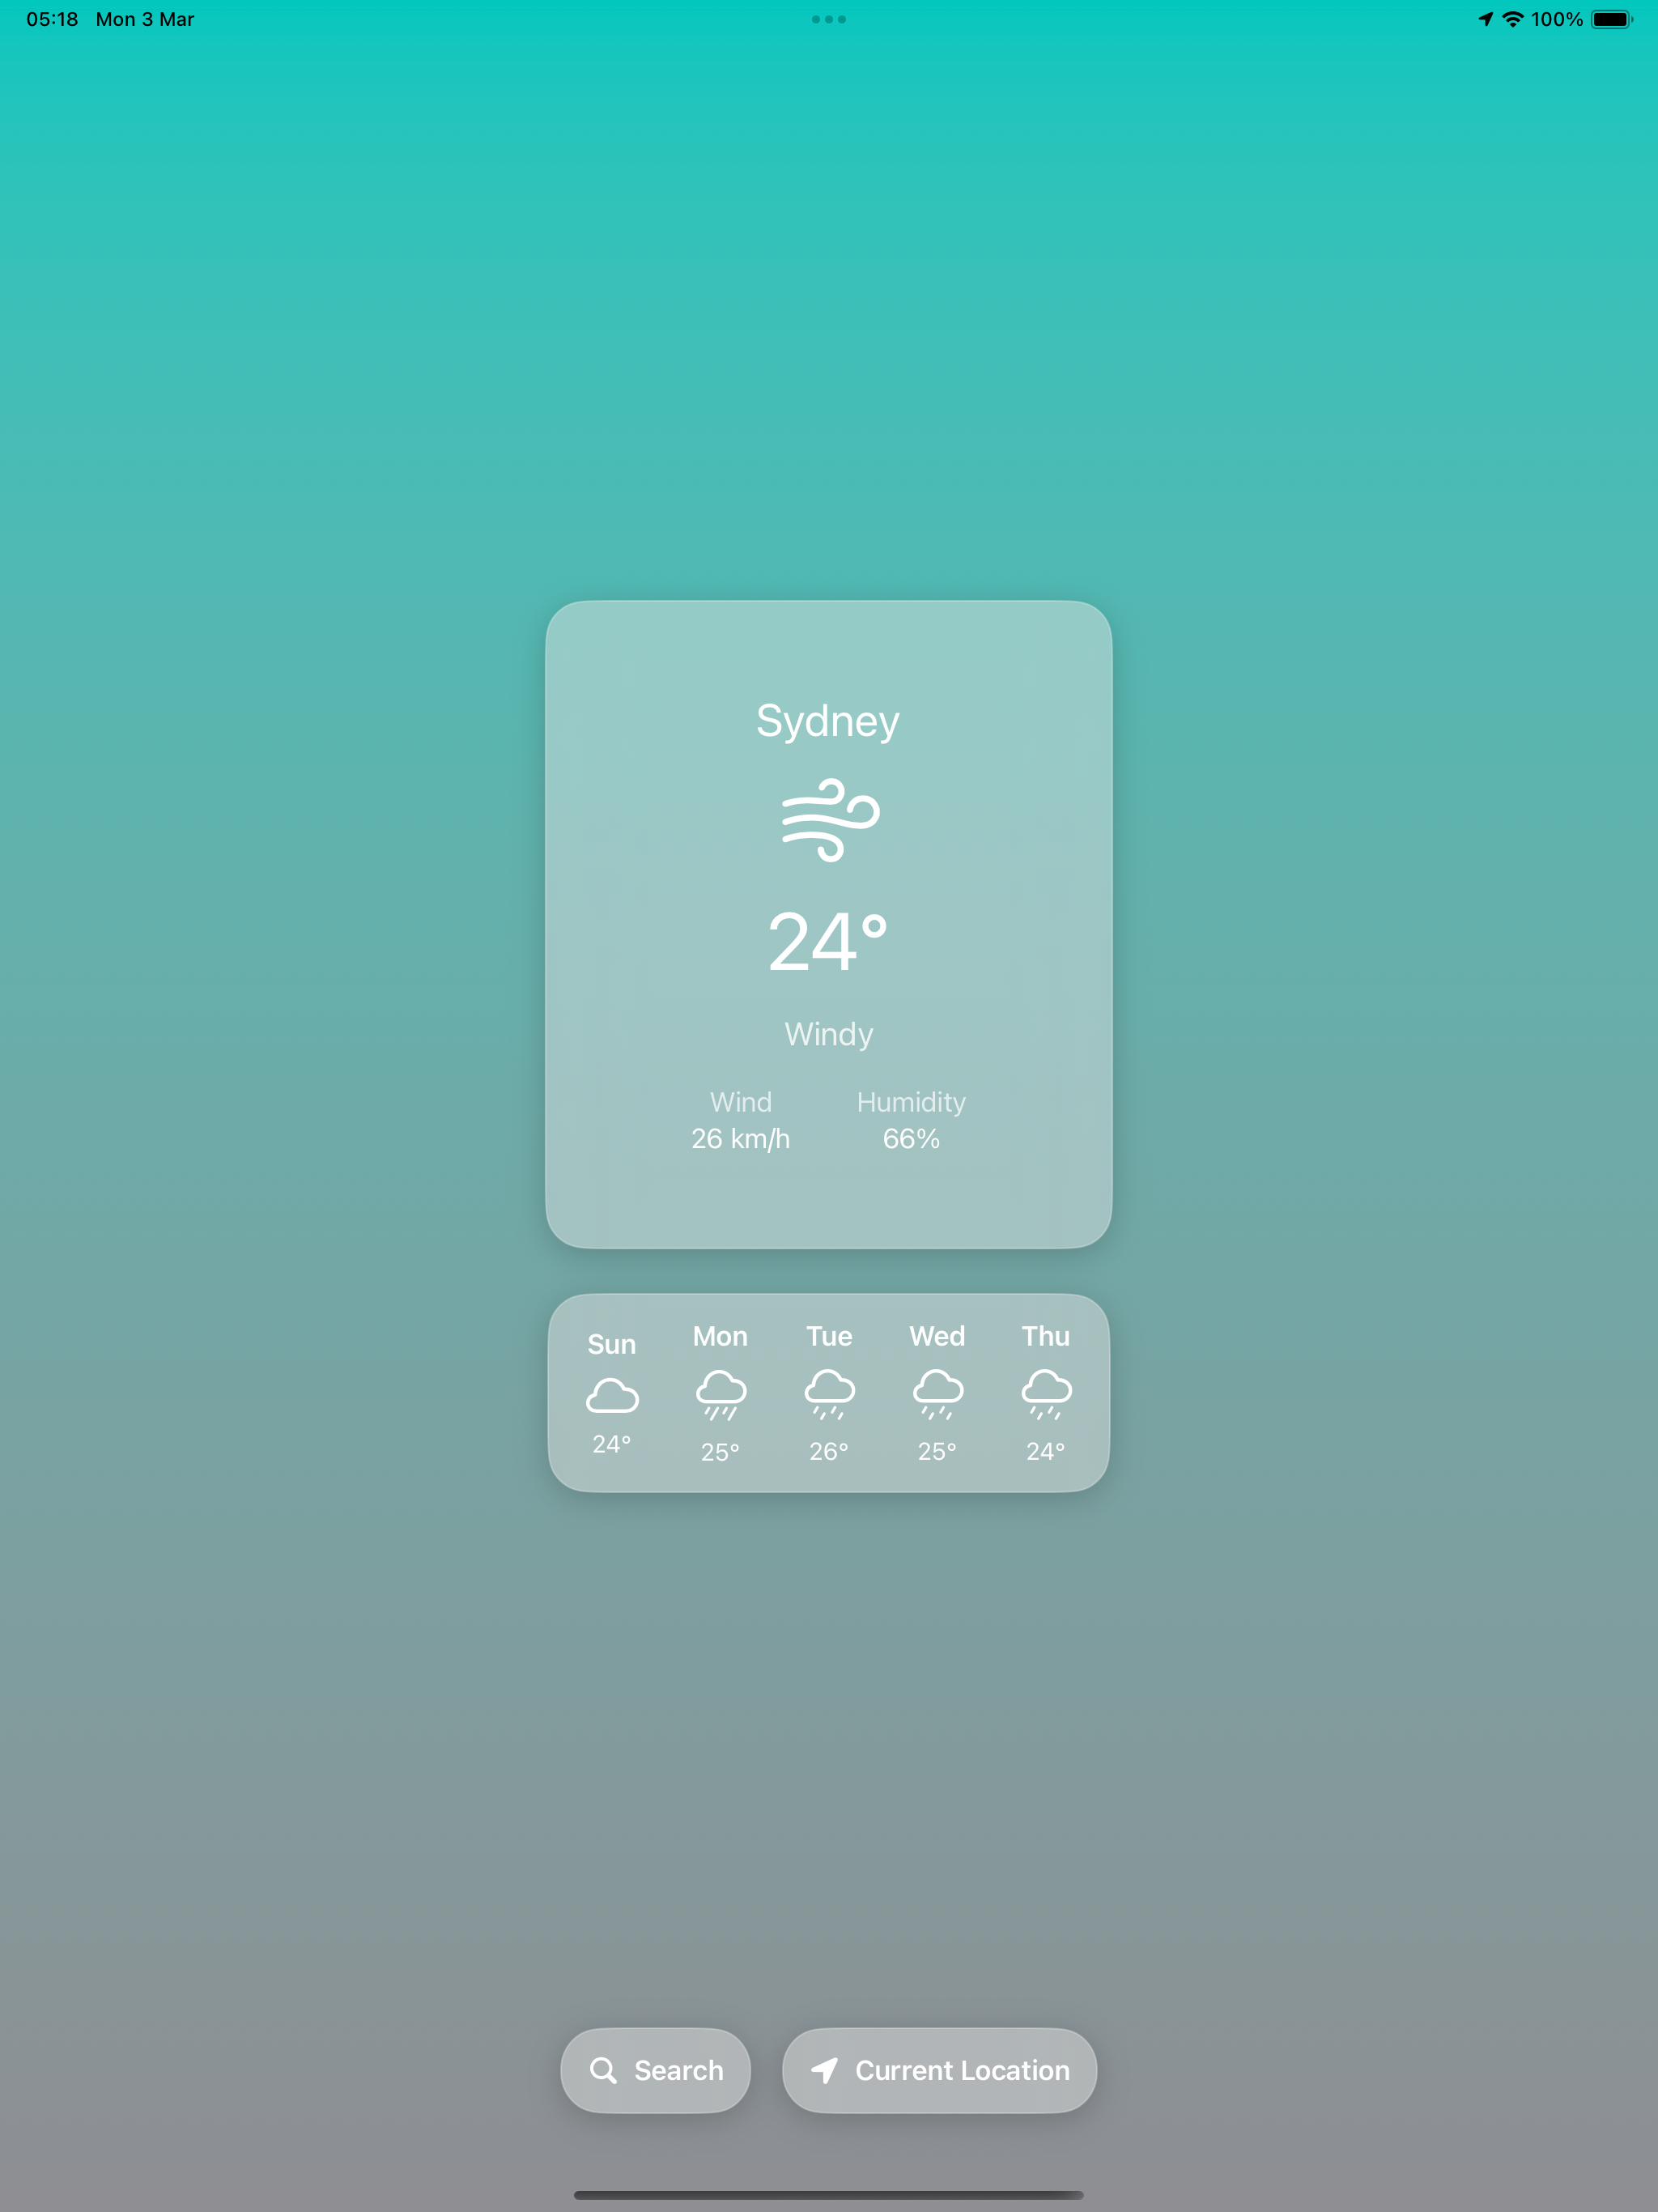 05:18 Mon 3 Mar
100%
Sydney
24°
Windy
Wind Humidity
26 km/h 66%
Sun Mon Tue Wed Thu
24° 25° 26° 25° 24°
Search Current Location